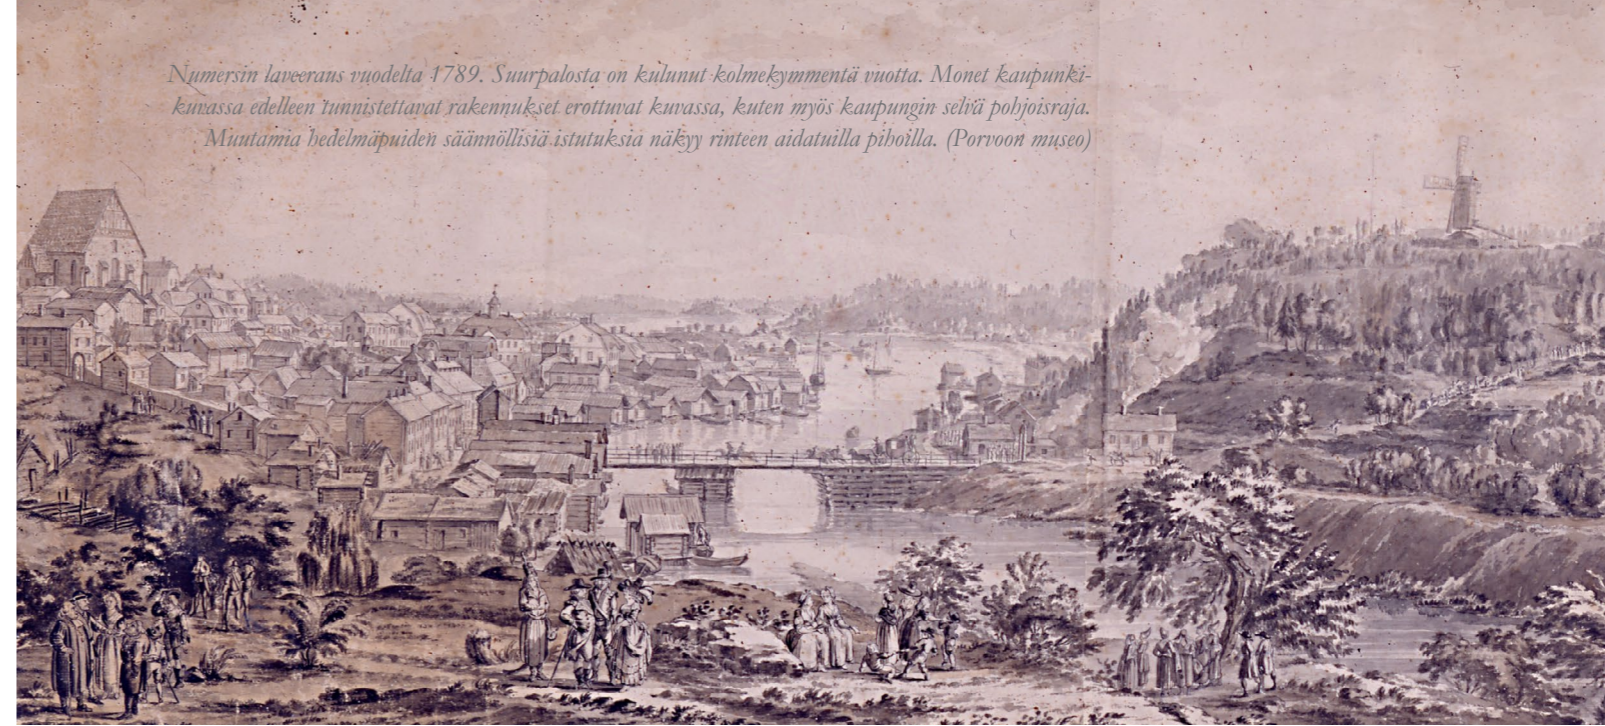 Numersin laveeraus vuodelta 1789. Suurpalosta on kulunut kolmekymmentä vuotta. Monet kaupunki-
kuvassa edelleen tunnistettavat rakennukset erottuvat kuvassa, kuten myös kaupungin selvä pohjoisraja.
Muutamia hedelmäpuiden säännöllisiä istutuksia näkyy rinteen aidatuilla pihoilla. (Porvoon museo)